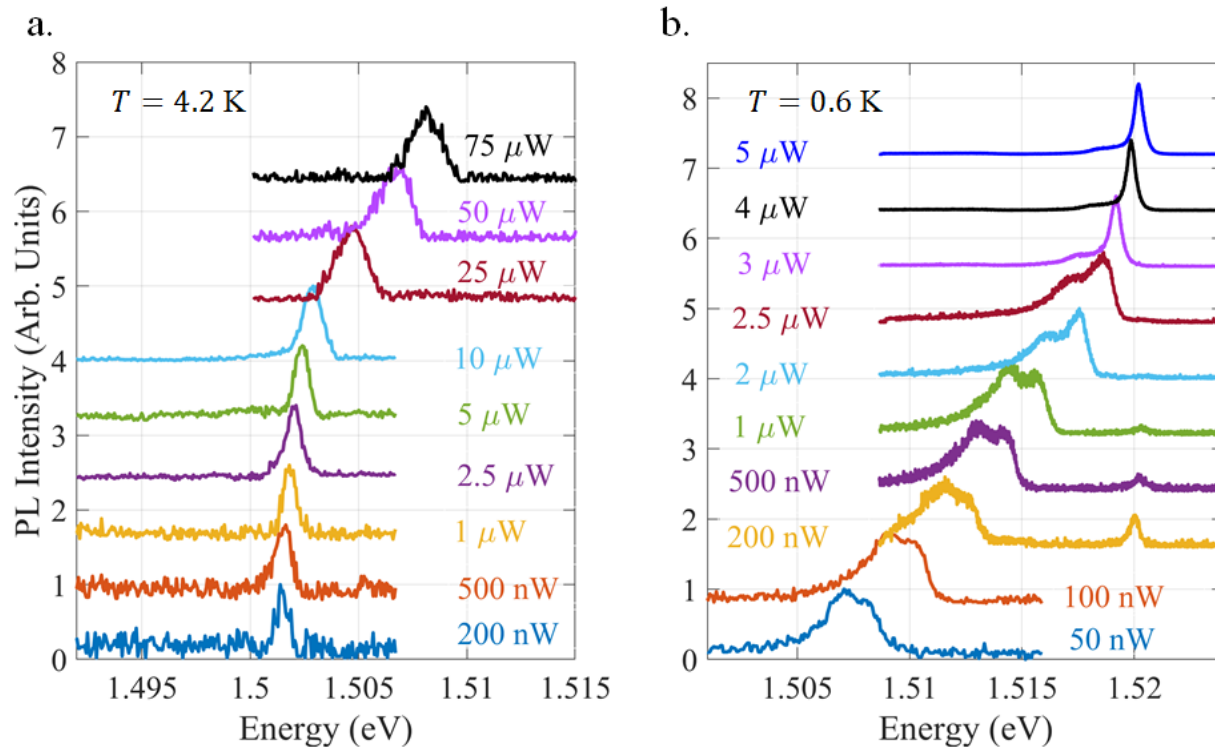 a.
T = 4.2 K
PL Intensity (Arb. Units)
8
7
6
5
4
3
2
1
0
75 μW
50 μW
25 μW
10 μW
5 μW
2.5 μW
1 μW
500 nW
200 nW
1.495
1.5
1.505
1.51
1.515
Energy (eV)
b.
T = 0.6 K
8
7
6
5
4
3
2
1
0
5 μW
4 μW
3 μW
2.5 μW
2 μW
1 μW
500 nW
200 nW
100 nW
50 nW
1.505
1.51
1.515
1.52
Energy (eV)